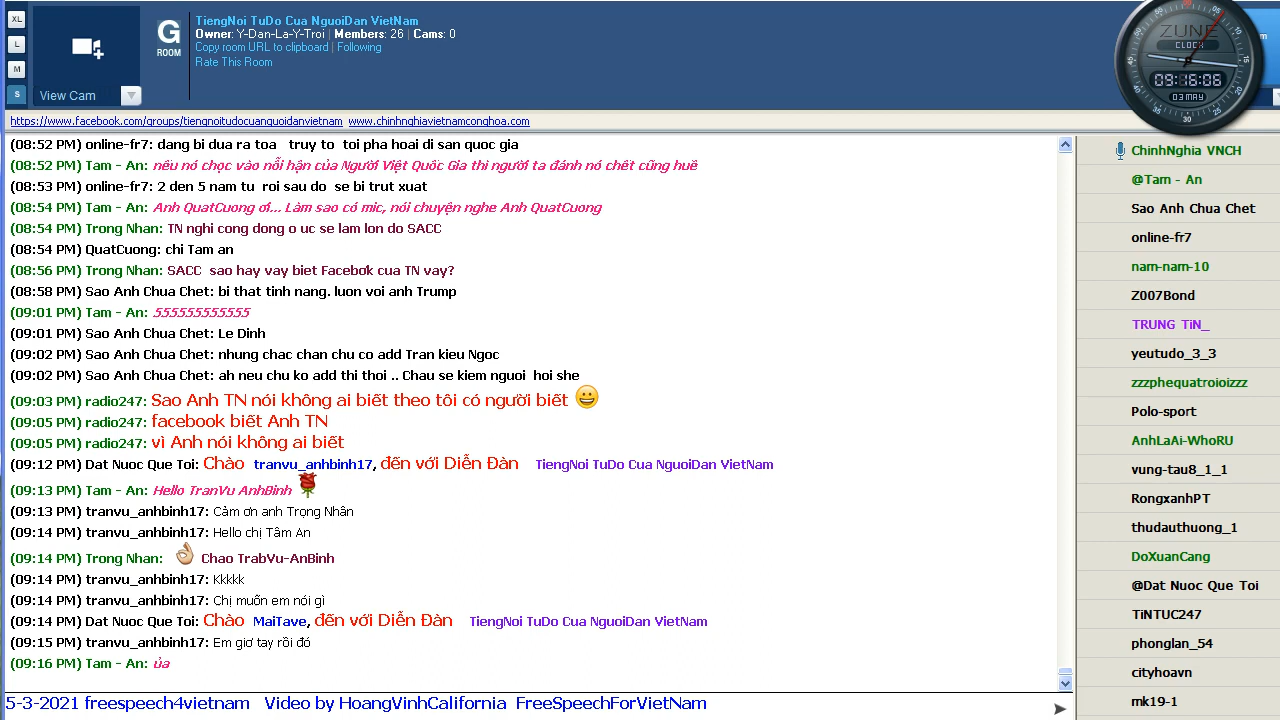 XL
L
M
S
View Cam
G
ROOM
TiengNoi TuDo Cua NguoiDan VietNam
Owner: Y-Dan-La-Y-Troi | Members: 26 | Cams: 0
Copy room URL to clipboard | Following
Rate This Room
ZUNE
CLOCK
09:16:08
03 MAY
https://www.facebook.com/groups/tiengnoitudocuanguoidanvietnam www.chinhnghiavietnamconghoa.com
(08:52 PM) online-fr7: dang bi dua ra toa truy to toi pha hoai di san quoc gia
(08:52 PM) Tam - An: nếu nó chọc vào nỗi hận của Người Việt Quốc Gia thì người ta đánh nó chết cũng huề
(08:53 PM) online-fr7: 2 den 5 nam tu roi sau do se bi trut xuat
(08:54 PM) Tam - An: Anh QuatCuong ơi... Làm sao có mic, nói chuyện nghe Anh QuatCuong
(08:54 PM) Trong Nhan: TN nghi cong dong o uc se lam lon do SACC
(08:54 PM) QuatCuong: chi Tam an
(08:56 PM) Trong Nhan: SACC sao hay vay biet Facebơk cua TN vay?
(08:58 PM) Sao Anh Chua Chet: bi that tinh nang. luon voi anh Trump
(09:01 PM) Tam - An: 555555555555
(09:01 PM) Sao Anh Chua Chet: Le Dinh
(09:02 PM) Sao Anh Chua Chet: nhung chac chan chu co add Tran kieu Ngoc
(09:02 PM) Sao Anh Chua Chet: ah neu chu ko add thi thoi .. Chau se kiem nguoi hoi she
(09:03 PM) radio247: Sao Anh TN nói không ai biết theo tôi có người biết 😀
(09:05 PM) radio247: facebook biết Anh TN
(09:05 PM) radio247: vì Anh nói không ai biết
(09:12 PM) Dat Nuoc Que Toi: Chào tranvu_anhbinh17, đến với Diễn Đàn TiengNoi TuDo Cua NguoiDan VietNam
(09:13 PM) Tam - An: Hello TranVu AnhBinh 🌹
(09:13 PM) tranvu_anhbinh17: Cảm ơn anh Trọng Nhân
(09:14 PM) tranvu_anhbinh17: Hello chị Tâm An
(09:14 PM) Trong Nhan: 👌 Chao TrabVu-AnBinh
(09:14 PM) tranvu_anhbinh17: Kkkkk
(09:14 PM) tranvu_anhbinh17: Chị muốn em nói gì
(09:14 PM) Dat Nuoc Que Toi: Chào MaiTave, đến với Diễn Đàn TiengNoi TuDo Cua NguoiDan VietNam
(09:15 PM) tranvu_anhbinh17: Em giơ tay rồi đó
(09:16 PM) Tam - An: ủa
5-3-2021 freespeech4vietnam Video by HoangVinhCalifornia FreeSpeechForVietNam
ChinhNghia VNCH
@Tam - An
Sao Anh Chua Chet
online-fr7
nam-nam-10
Z007Bond
TRUNG TiN_
yeutudo_3_3
zzzphequatroioizzz
Polo-sport
AnhLaAi-WhoRU
vung-tau8_1_1
RongxanhPT
thudauthuong_1
DoXuanCang
@Dat Nuoc Que Toi
TiNTUC247
phonglan_54
cityhoavn
mk19-1